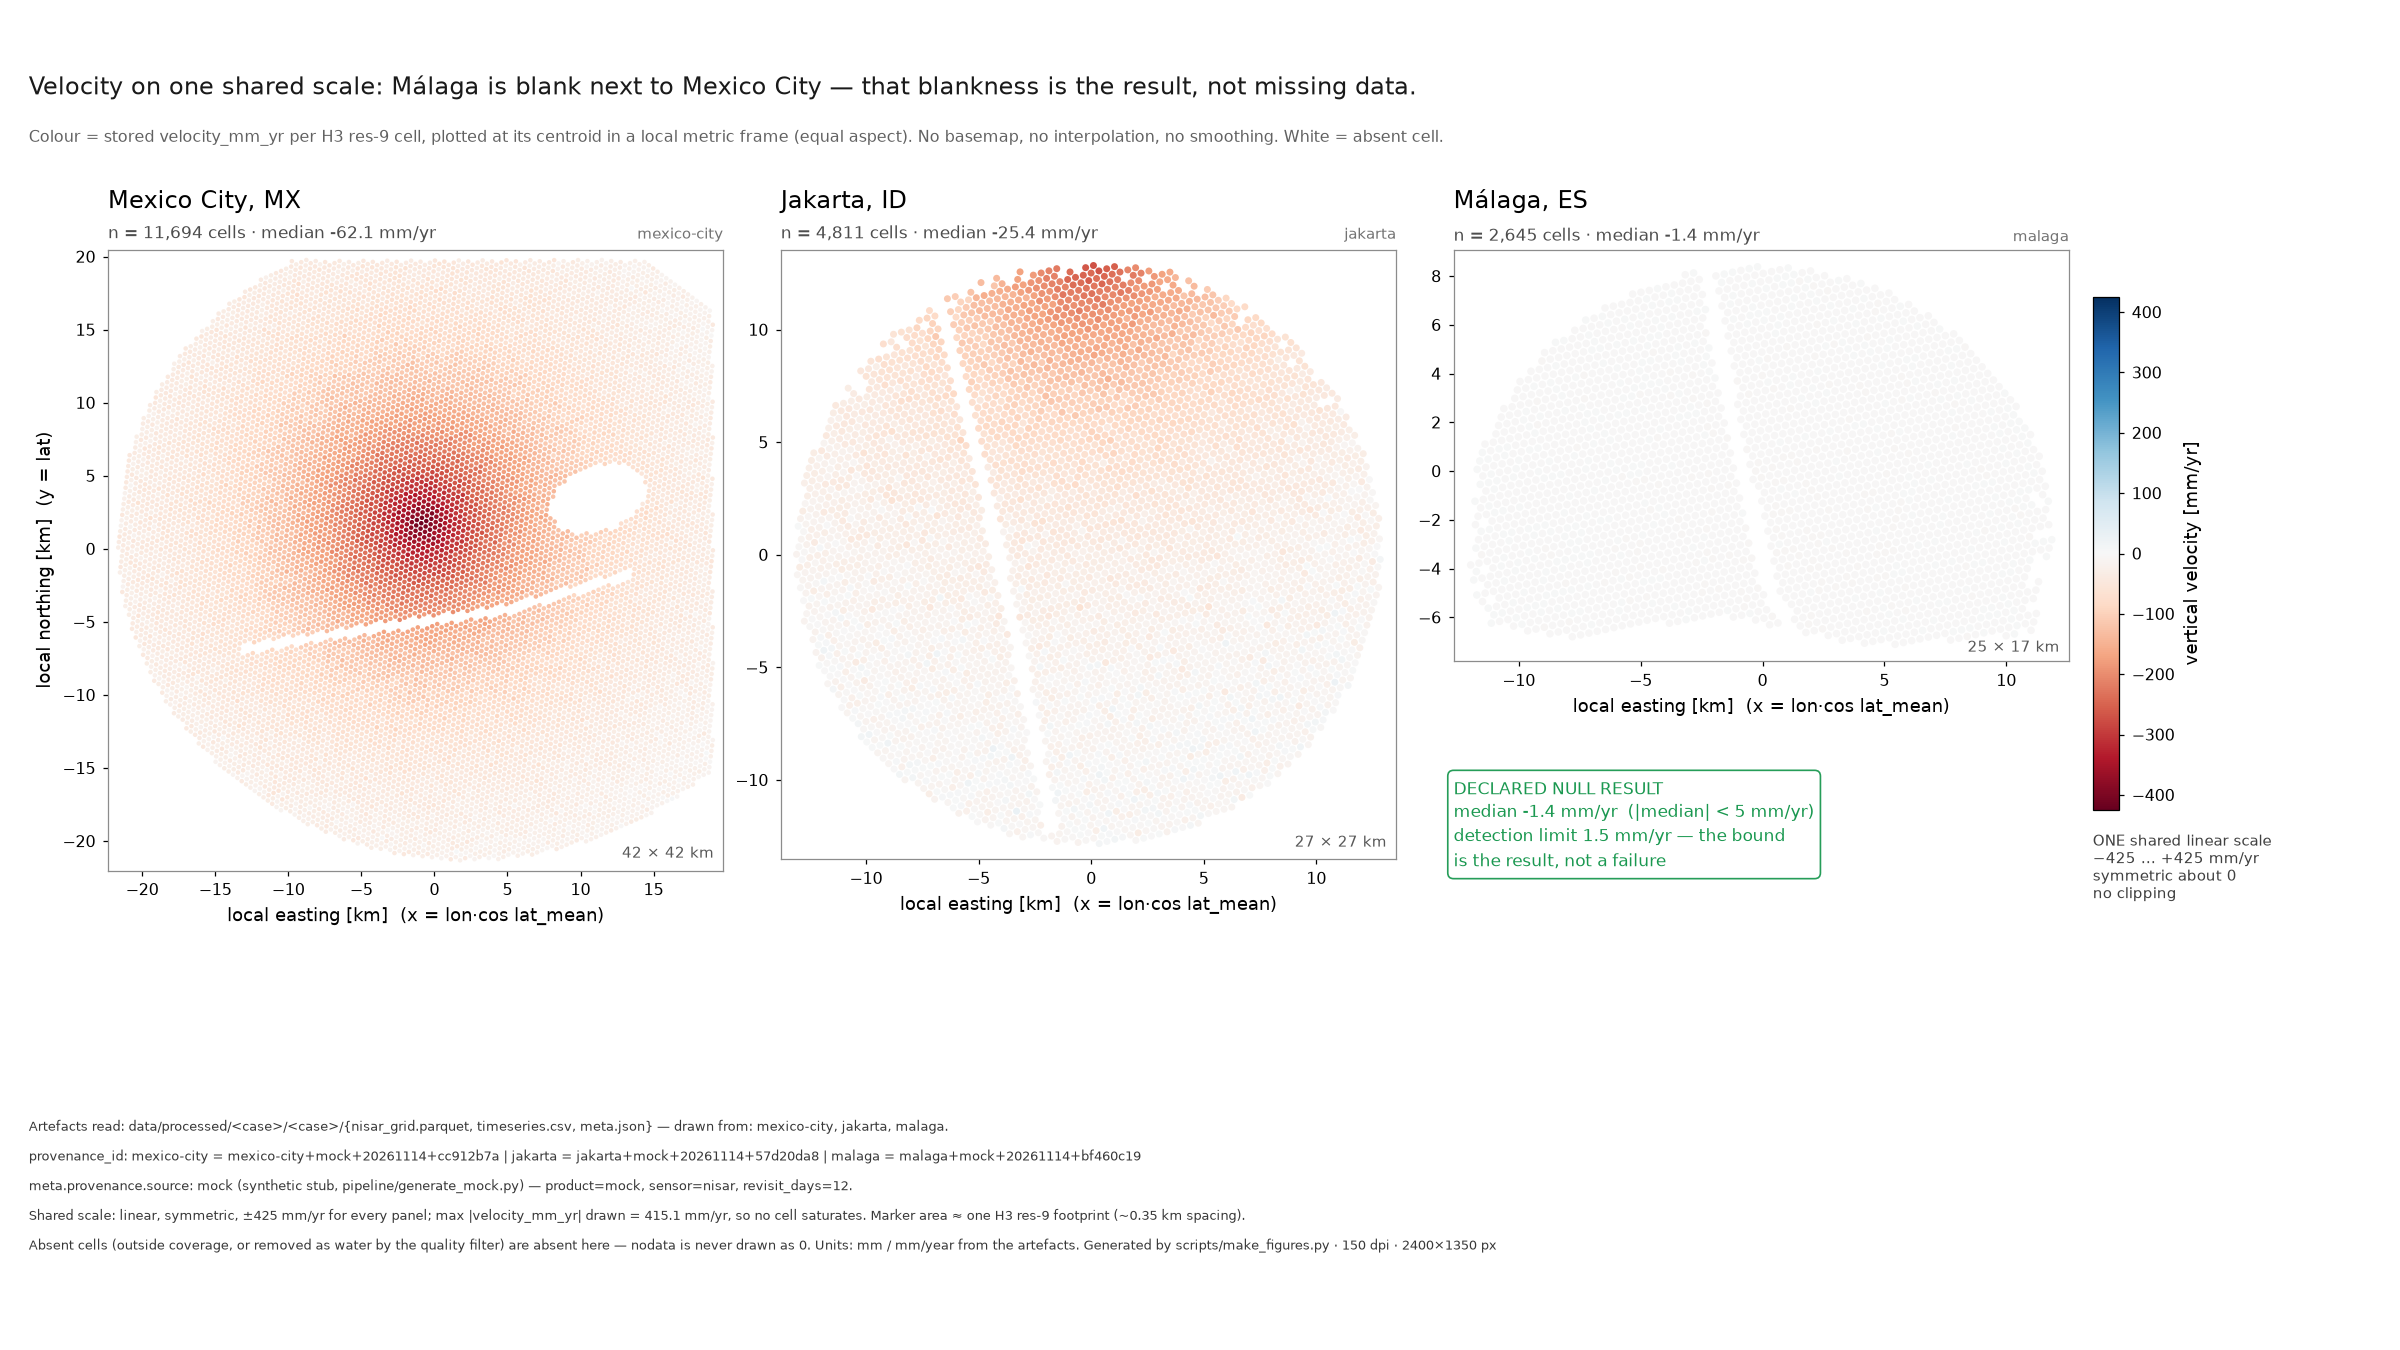 Velocity on one shared scale: Málaga is blank next to Mexico City — that blankness is the result, not missing data.
Colour = stored velocity_mm_yr per H3 res-9 cell, plotted at its centroid in a local metric frame (equal aspect). No basemap, no interpolation, no smoothing. White = absent cell.
Mexico City, MX
n = 11,694 cells · median -62.1 mm/yr
mexico-city
20
15
10
5
0
−5
−10
−15
−20
local northing [km]  (y = lat)
42 × 42 km
−20
−15
−10
−5
0
5
10
15
local easting [km]  (x = lon·cos lat_mean)
Jakarta, ID
n = 4,811 cells · median -25.4 mm/yr
jakarta
10
5
0
−5
−10
27 × 27 km
−10
−5
0
5
10
local easting [km]  (x = lon·cos lat_mean)
Málaga, ES
n = 2,645 cells · median -1.4 mm/yr
malaga
8
6
4
2
0
−2
−4
−6
25 × 17 km
−10
−5
0
5
10
local easting [km]  (x = lon·cos lat_mean)
DECLARED NULL RESULT
median -1.4 mm/yr  (|median| < 5 mm/yr)
detection limit 1.5 mm/yr — the bound
is the result, not a failure
400
300
200
100
0
−100
−200
−300
−400
vertical velocity [mm/yr]
ONE shared linear scale
−425 … +425 mm/yr
symmetric about 0
no clipping
Artefacts read: data/processed/<case>/<case>/{nisar_grid.parquet, timeseries.csv, meta.json} — drawn from: mexico-city, jakarta, malaga.
provenance_id: mexico-city = mexico-city+mock+20261114+cc912b7a | jakarta = jakarta+mock+20261114+57d20da8 | malaga = malaga+mock+20261114+bf460c19
meta.provenance.source: mock (synthetic stub, pipeline/generate_mock.py) — product=mock, sensor=nisar, revisit_days=12.
Shared scale: linear, symmetric, ±425 mm/yr for every panel; max |velocity_mm_yr| drawn = 415.1 mm/yr, so no cell saturates. Marker area ≈ one H3 res-9 footprint (~0.35 km spacing).
Absent cells (outside coverage, or removed as water by the quality filter) are absent here — nodata is never drawn as 0. Units: mm / mm/year from the artefacts. Generated by scripts/make_figures.py · 150 dpi · 2400×1350 px